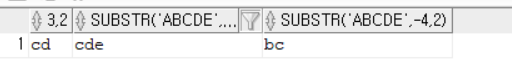 3,2 SUBSTR('ABCDE',... SUBSTR('ABCDE',-4,2)
1 cd cde bc